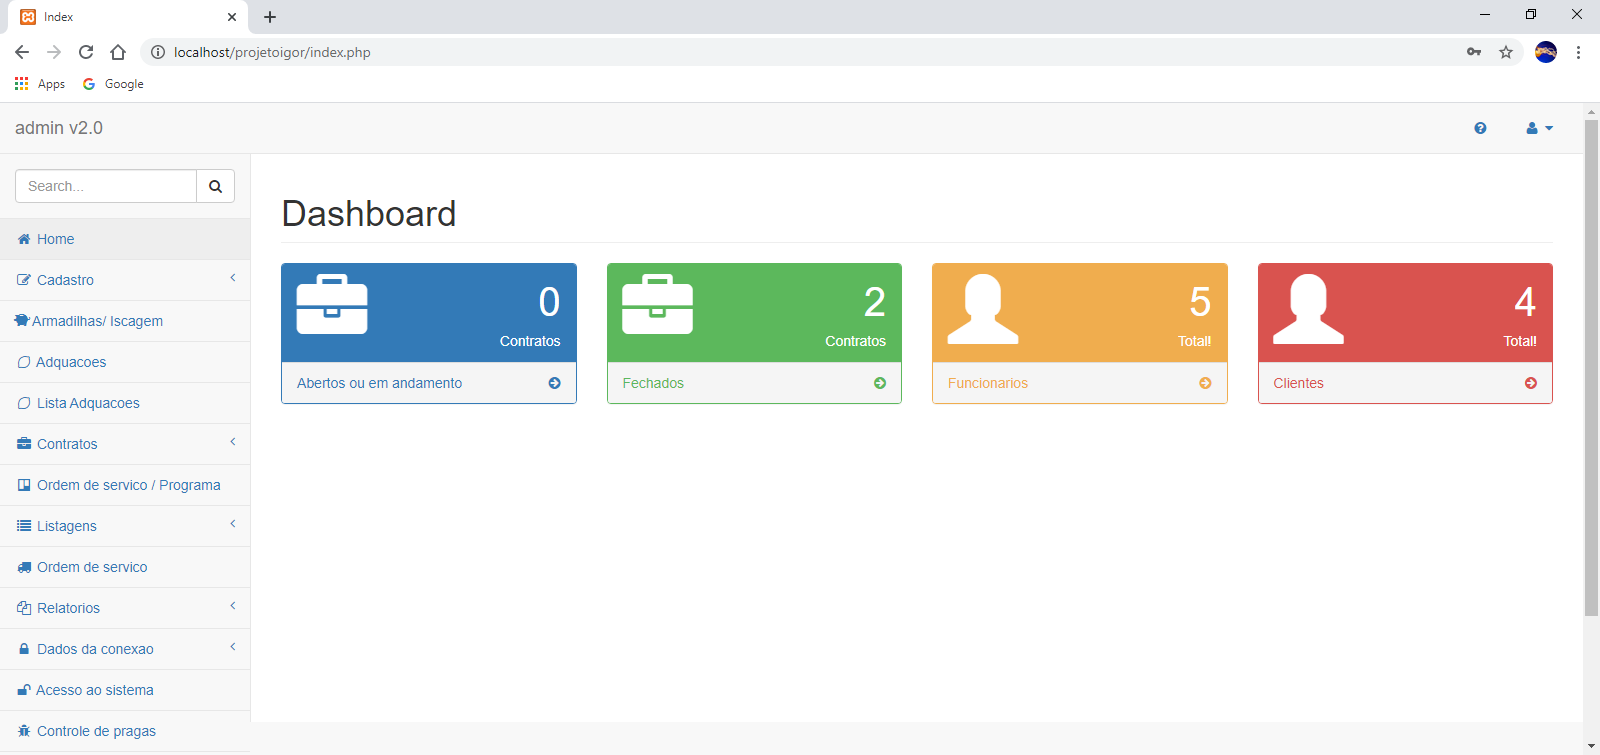 Index
localhost/projetoigor/index.php
Apps
Google
admin v2.0
Search...
Home
Cadastro
Armadilhas/ Iscagem
Adquacoes
Lista Adquacoes
Contratos
Ordem de servico / Programa
Listagens
Ordem de servico
Relatorios
Dados da conexao
Acesso ao sistema
Controle de pragas
Dashboard
0
Contratos
Abertos ou em andamento
2
Contratos
Fechados
5
Total!
Funcionarios
4
Total!
Clientes